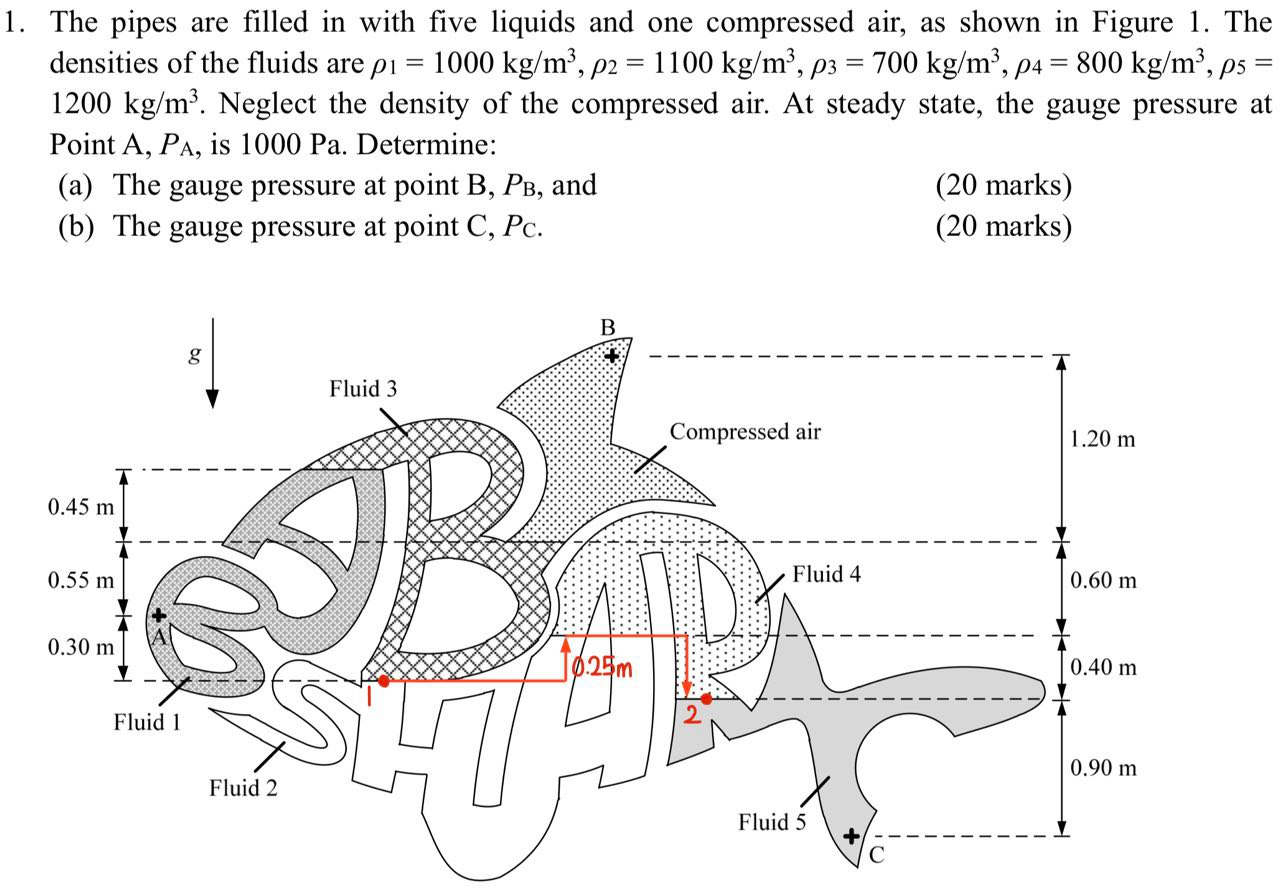 1. The pipes are filled in with five liquids and one compressed air, as shown in Figure 1. The
densities of the fluids are ρ1 = 1000 kg/m³, ρ2 = 1100 kg/m³, ρ3 = 700 kg/m³, ρ4 = 800 kg/m³, ρ5 =
1200 kg/m³. Neglect the density of the compressed air. At steady state, the gauge pressure at
Point A, PA, is 1000 Pa. Determine:
(a) The gauge pressure at point B, PB, and (20 marks)
(b) The gauge pressure at point C, PC. (20 marks)
B
g
Fluid 3
Compressed air
1.20 m
0.45 m
0.55 m
Fluid 4
0.60 m
A
0.30 m
0.25m
0.40 m
1
2
Fluid 1
Fluid 2
0.90 m
Fluid 5
C